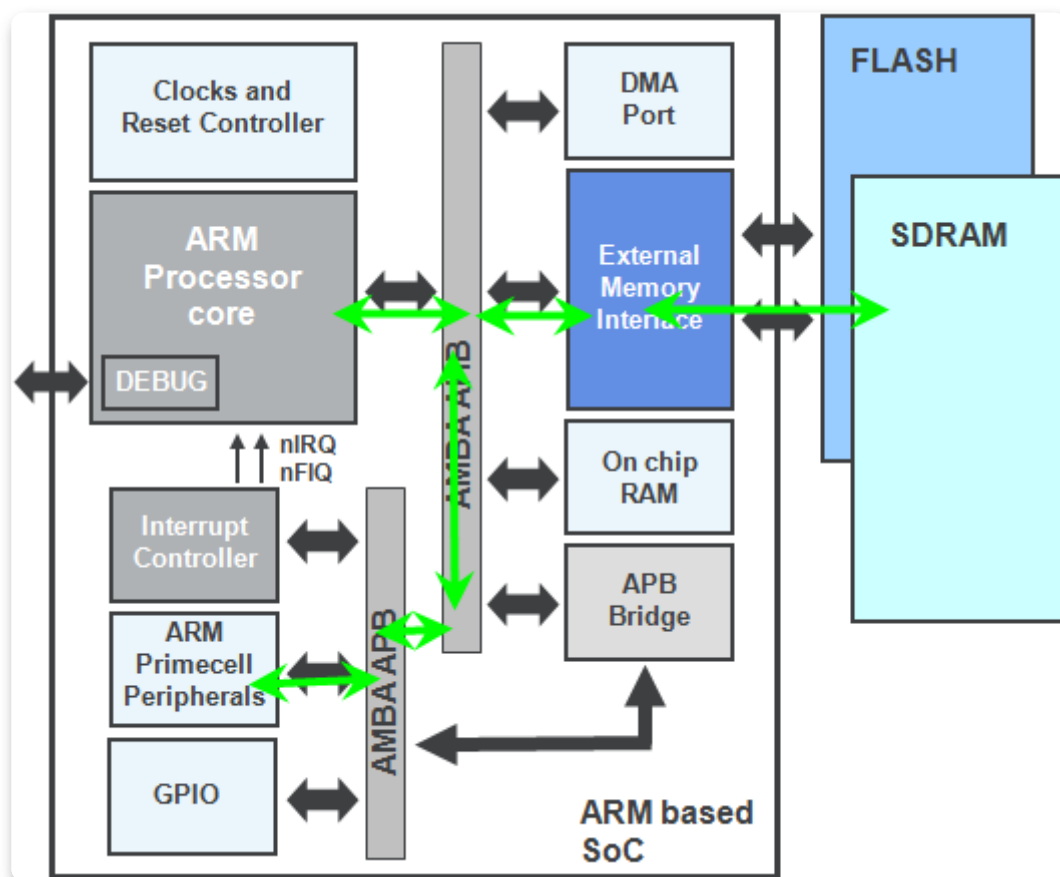 Clocks and
Reset Controller
ARM
Processor
core
DEBUG
nIRQ
nFIQ
Interrupt
Controller
ARM
Primecell
Peripherals
GPIO
AMBA APB
AMBA AHB
DMA
Port
External
Memory
Interface
On chip
RAM
APB
Bridge
ARM based
SoC
FLASH
SDRAM